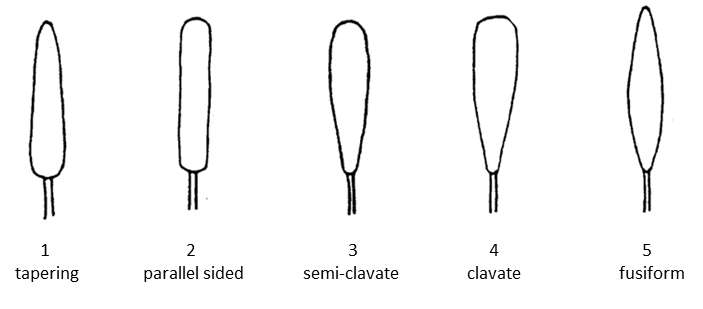 1 2 3 4 5
tapering parallel sided semi-clavate clavate fusiform